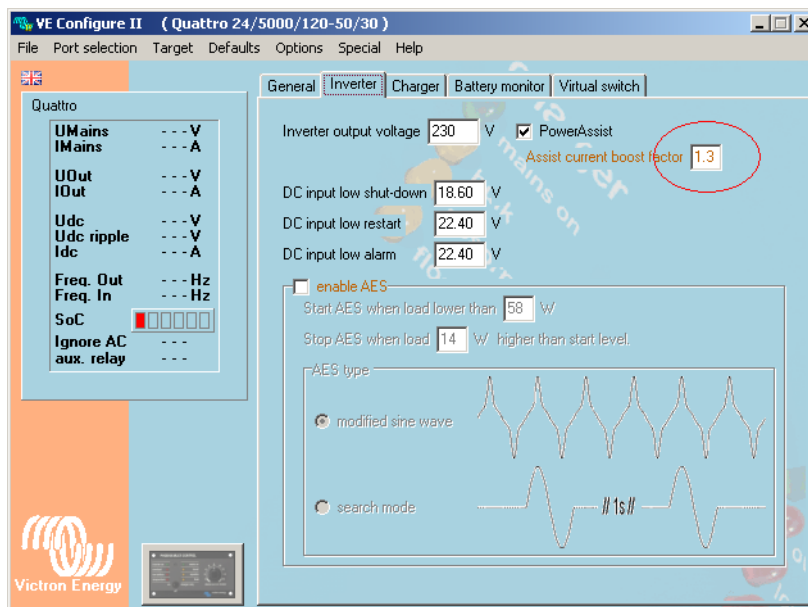 VE Configure II ( Quattro 24/5000/120-50/30 )
File Port selection Target Defaults Options Special Help
General Inverter Charger Battery monitor Virtual switch
Quattro
UMains ---V
IMains ---A
UOut ---V
IOut ---A
Udc ---V
Udc ripple ---V
Idc ---A
Freq. Out ---Hz
Freq. In ---Hz
SoC
Ignore AC ---
aux. relay ---
Inverter output voltage 230 V PowerAssist
Assist current boost factor 1.3
DC input low shut-down 18.60 V
DC input low restart 22.40 V
DC input low alarm 22.40 V
enable AES
Start AES when load lower than 58 W
Stop AES when load 14 W higher than start level.
AES type
modified sine wave
search mode
// 1s //
Victron Energy